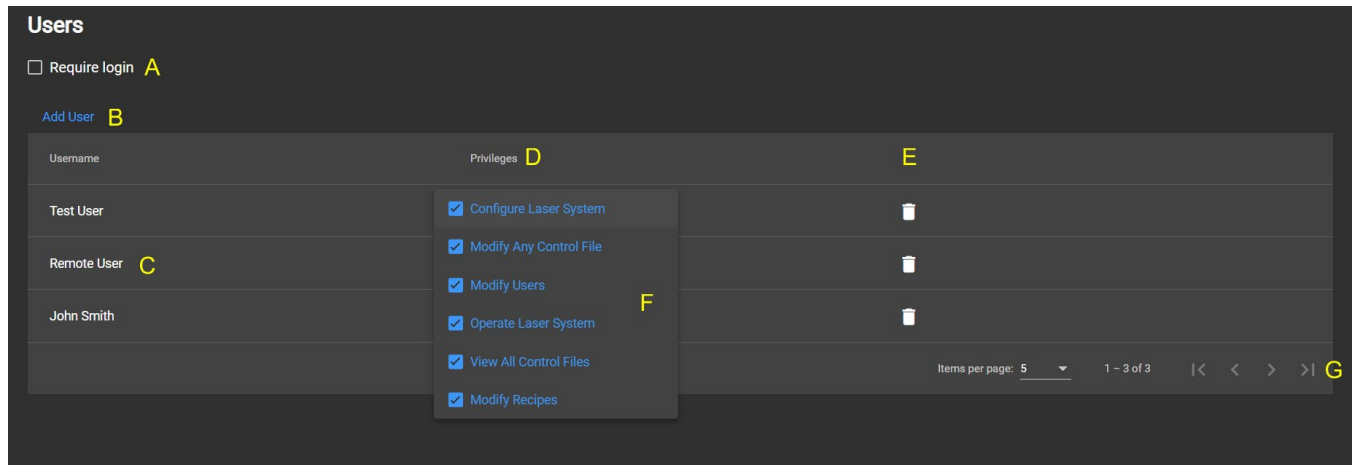 Users
Require login A
Add User B
Username Privileges D E
Test User Configure Laser System
Modify Any Control File
Remote User C
Modify Users
F
John Smith Operate Laser System
View All Control Files
Items per page: 5 1 – 3 of 3 G
Modify Recipes